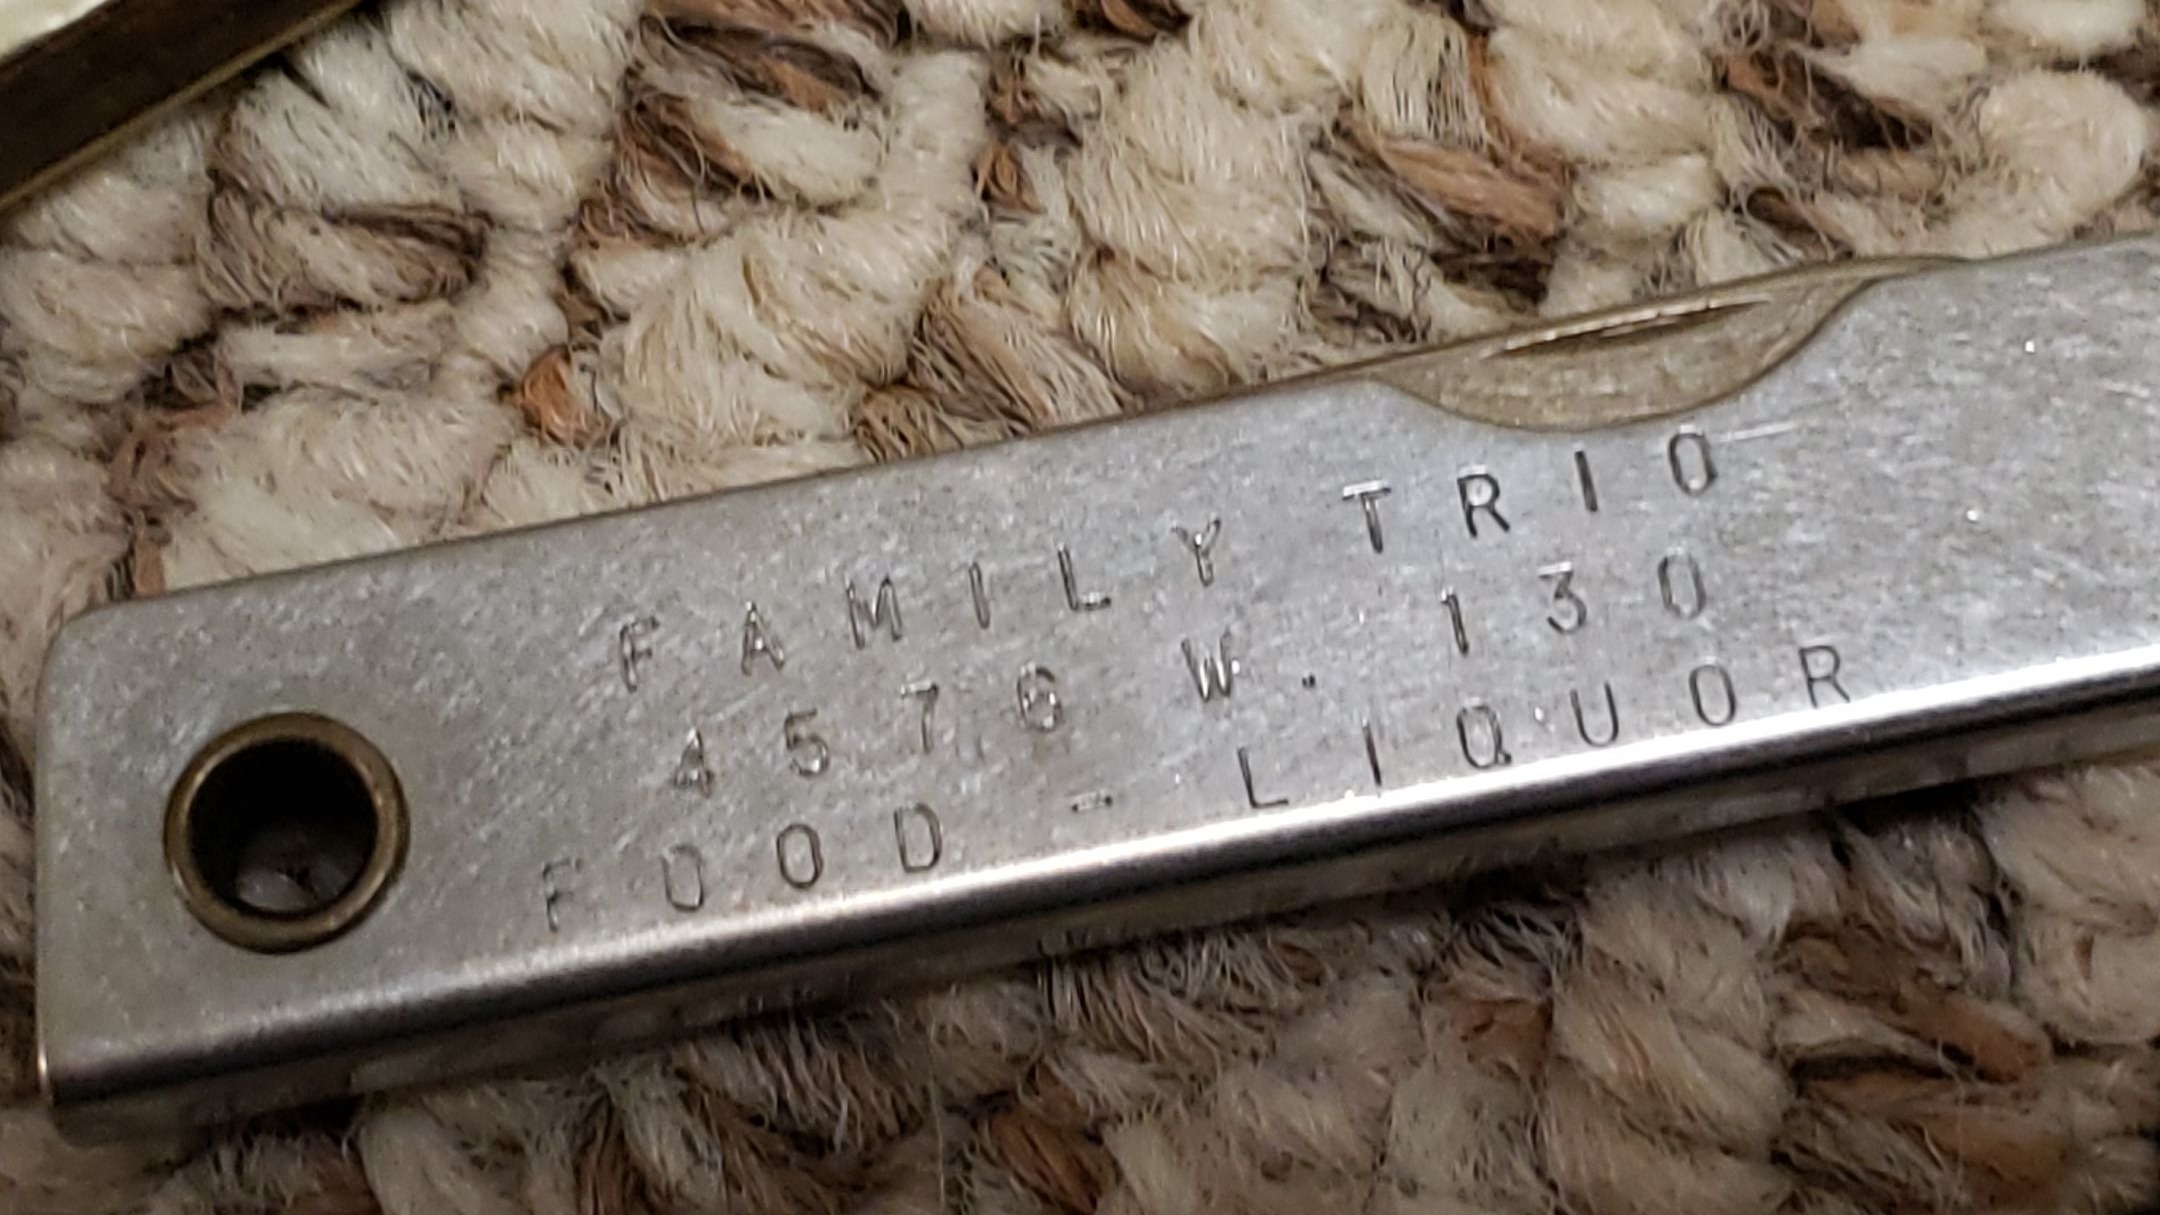 FAMILY TRIO
4576 W. 130
FOOD - LIQUOR